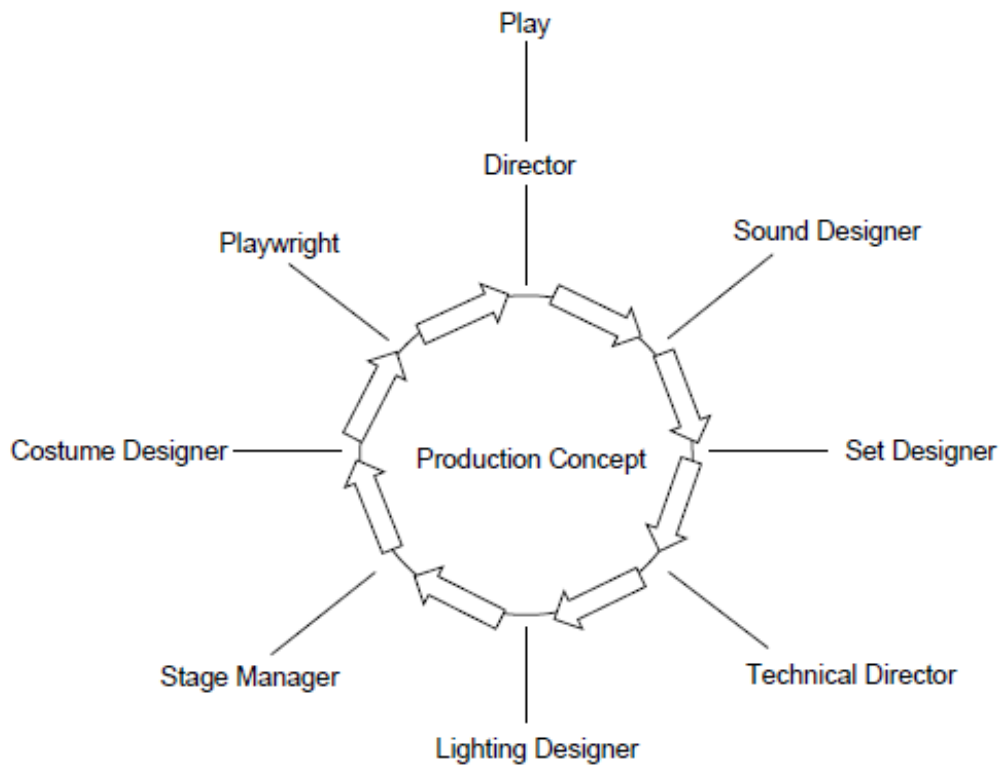 Play
Director
Playwright
Sound Designer
Costume Designer
Production Concept
Set Designer
Stage Manager
Technical Director
Lighting Designer